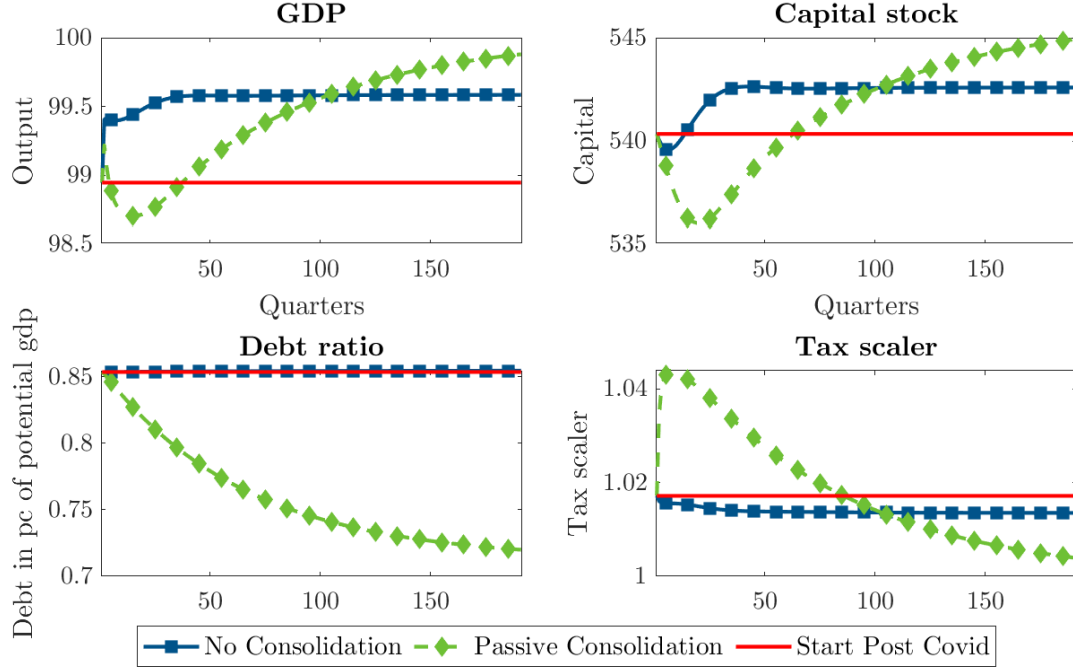 GDP
Capital stock
100
99.5
99
98.5
Output
50
100
150
Quarters
545
540
535
Capital
50
100
150
Quarters
Debt ratio
Tax scaler
0.85
0.8
0.75
0.7
Debt in pc of potential gdp
50
100
150
1.04
1.02
1
Tax scaler
50
100
150
No Consolidation
Passive Consolidation
Start Post Covid